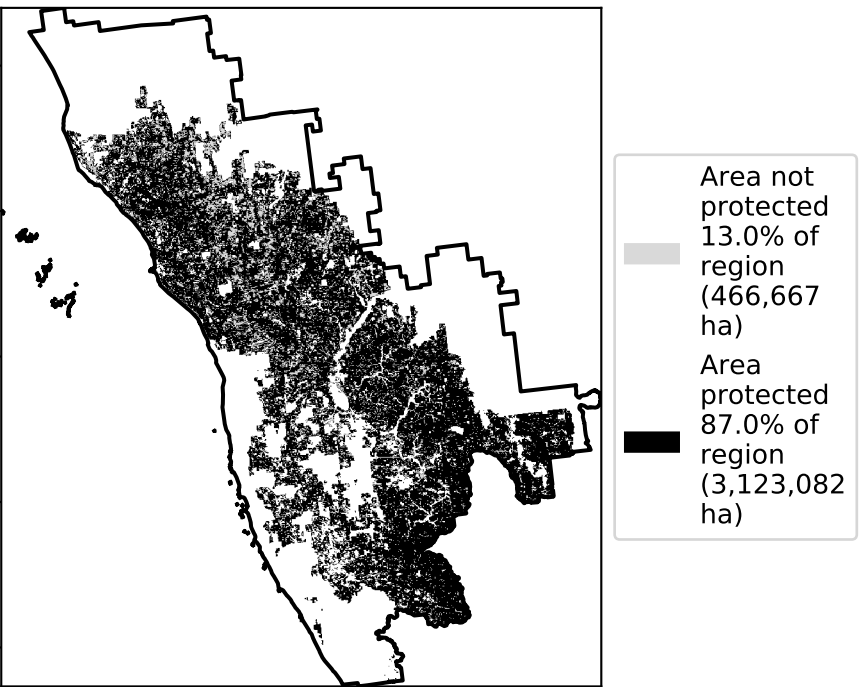 Area not
protected
13.0% of
region
(466,667
ha)
Area
protected
87.0% of
region
(3,123,082
ha)